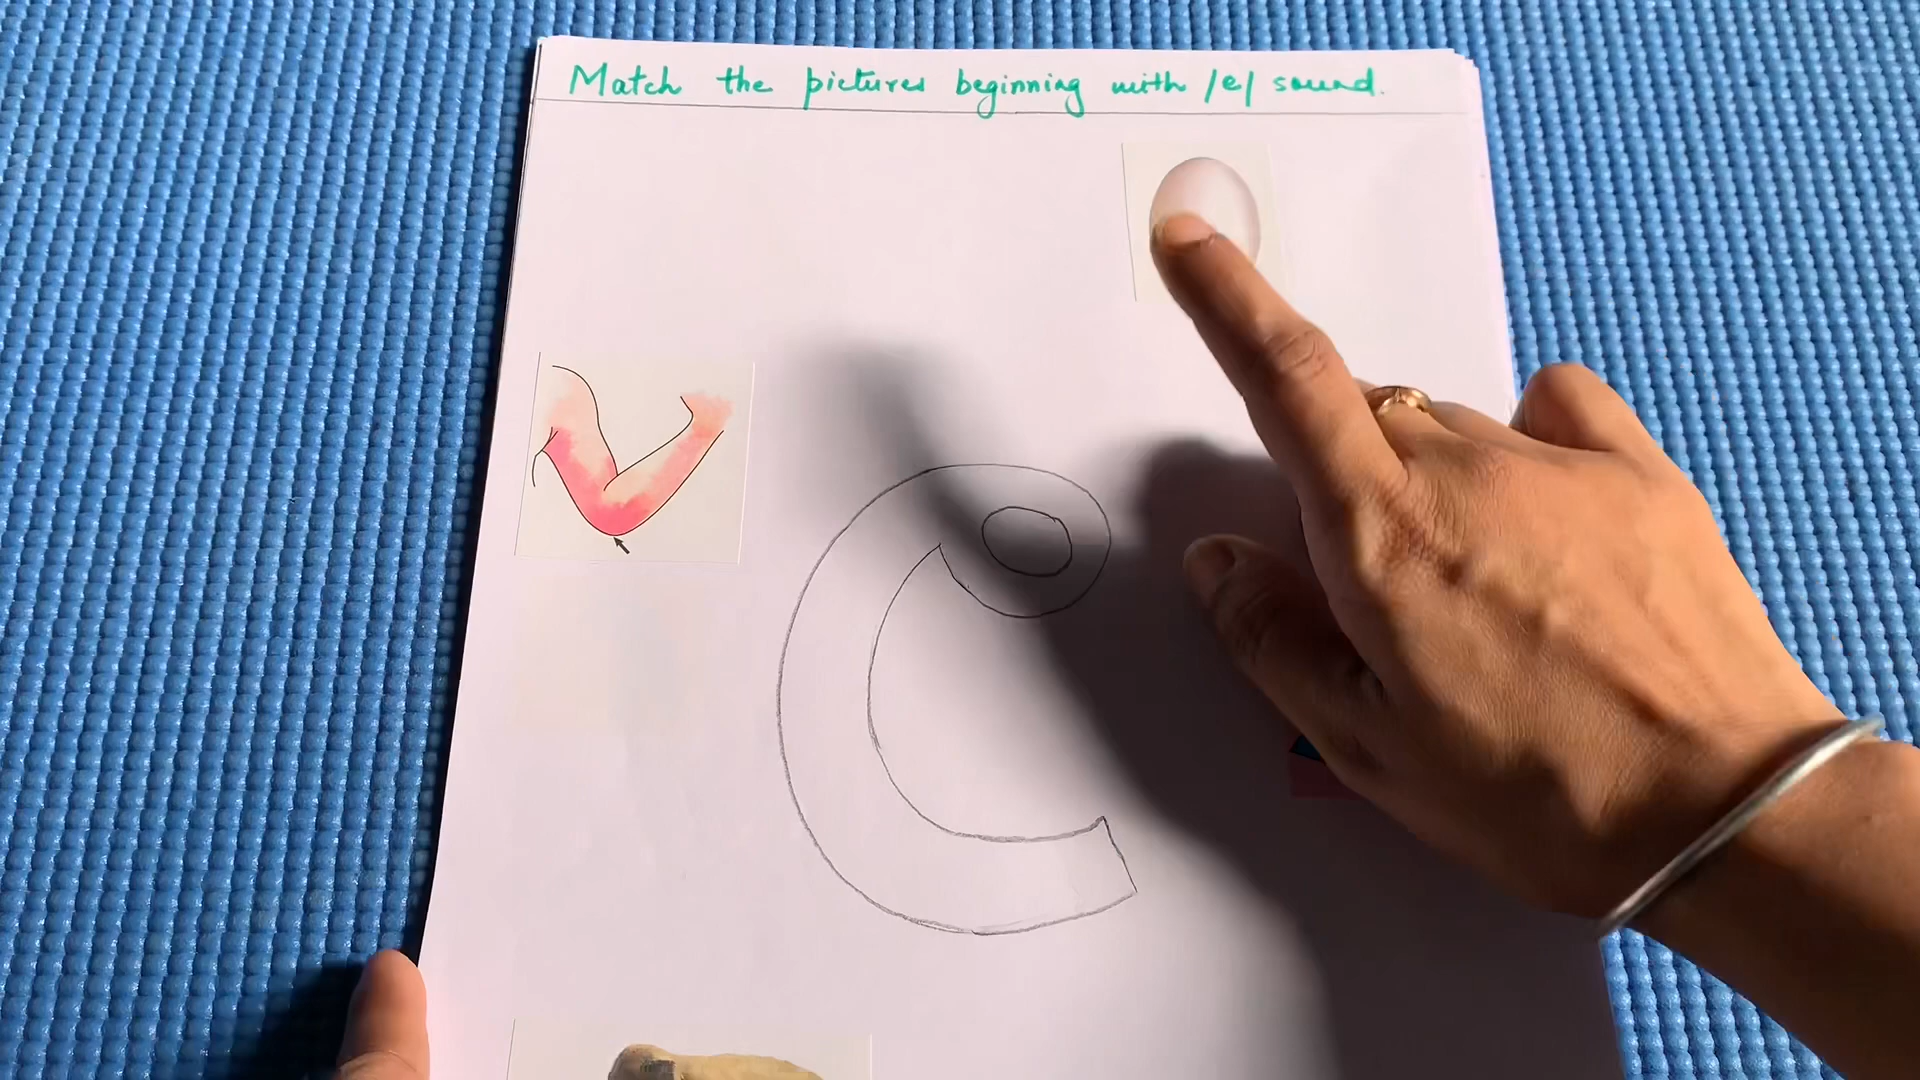 Match the pictures beginning with /e/ sound.